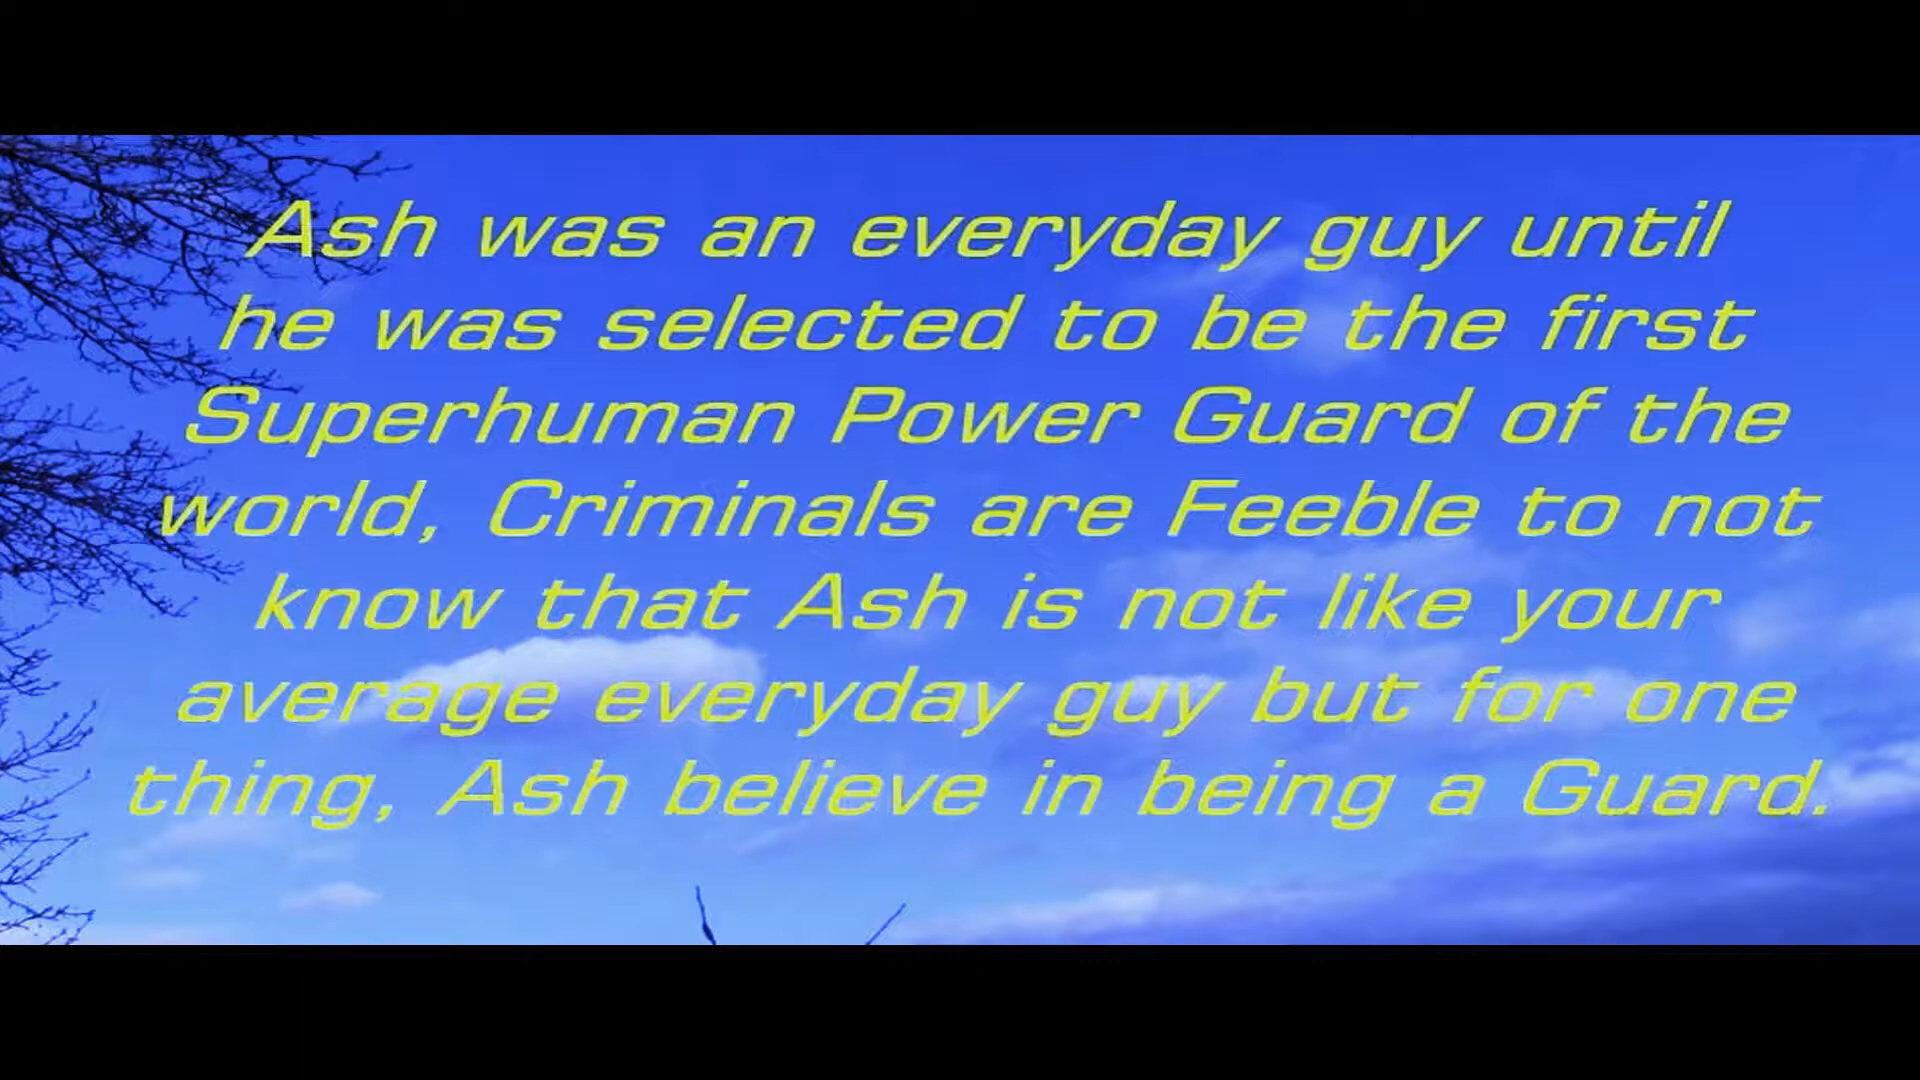 Ash was an everyday guy until
he was selected to be the first
Superhuman Power Guard of the
world, Criminals are Feeble to not
know that Ash is not like your
average everyday guy but for one
thing, Ash believe in being a Guard.